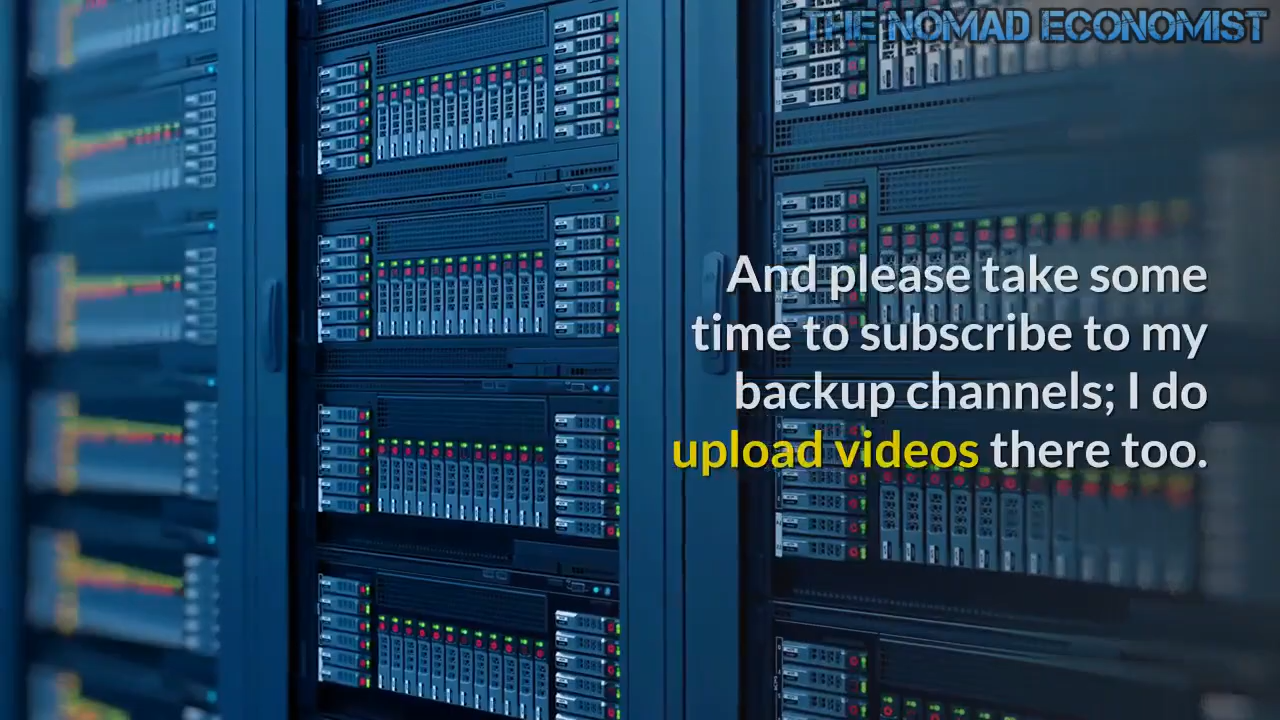 THE NOMAD ECONOMIST
And please take some
time to subscribe to my
backup channels; I do
upload videos there too.